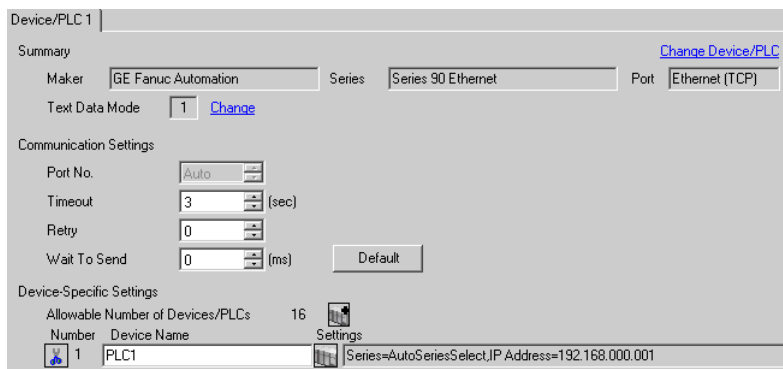 Device/PLC 1
Summary Change Device/PLC
Maker GE Fanuc Automation Series Series 90 Ethernet Port Ethernet (TCP)
Text Data Mode 1 Change
Communication Settings
Port No. Auto
Timeout 3 (sec)
Retry 0
Wait To Send 0 (ms) Default
Device-Specific Settings
Allowable Number of Devices/PLCs 16
Number Device Name Settings
1 PLC1 Series=AutoSeriesSelect,IP Address=192.168.000.001